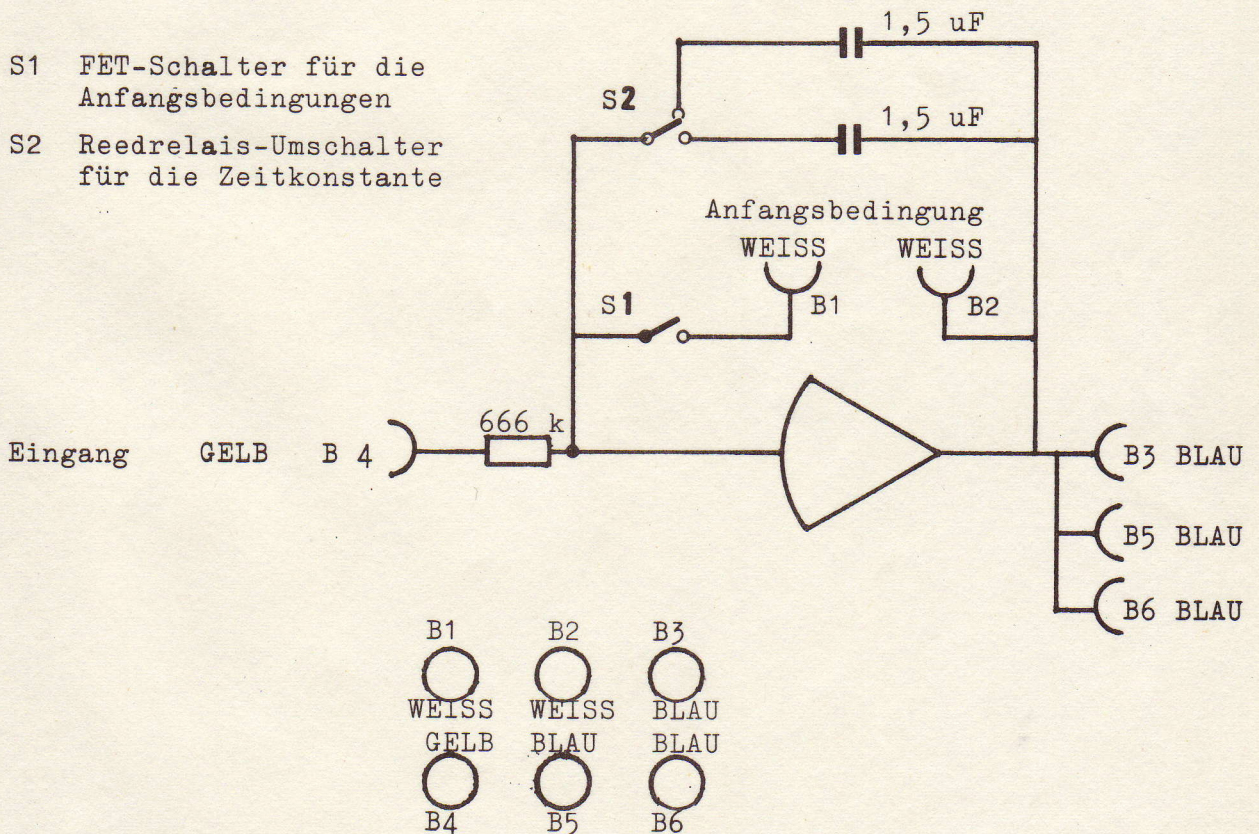 1,5 uF
S1 FET-Schalter für die
Anfangsbedingungen
S2
1,5 uF
S2 Reedrelais-Umschalter
für die Zeitkonstante
Anfangsbedingung
WEISS WEISS
S1 B1 B2
666 k
Eingang GELB B 4 B3 BLAU
B5 BLAU
B6 BLAU
B1 B2 B3
WEISS WEISS BLAU
GELB BLAU BLAU
B4 B5 B6